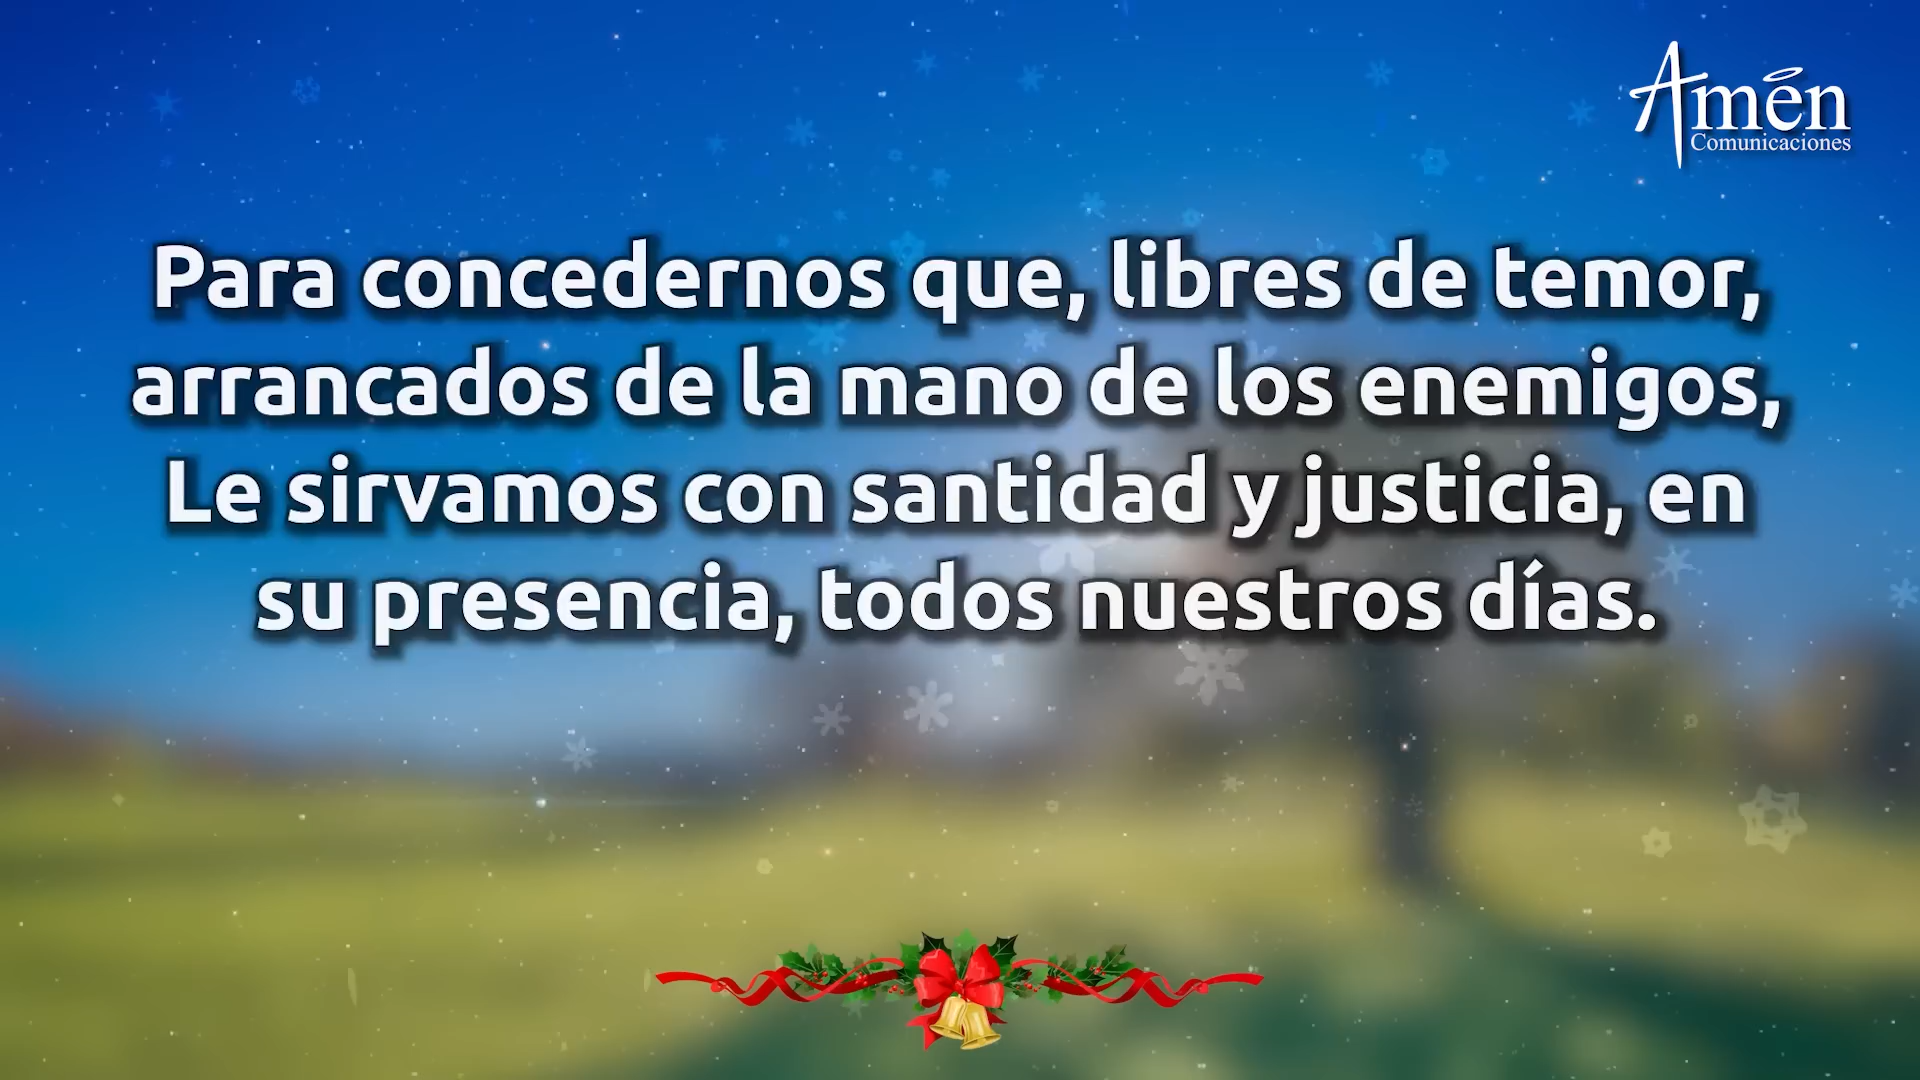 Amén
Comunicaciones
Para concedernos que, libres de temor,
arrancados de la mano de los enemigos,
Le sirvamos con santidad y justicia, en
su presencia, todos nuestros días.